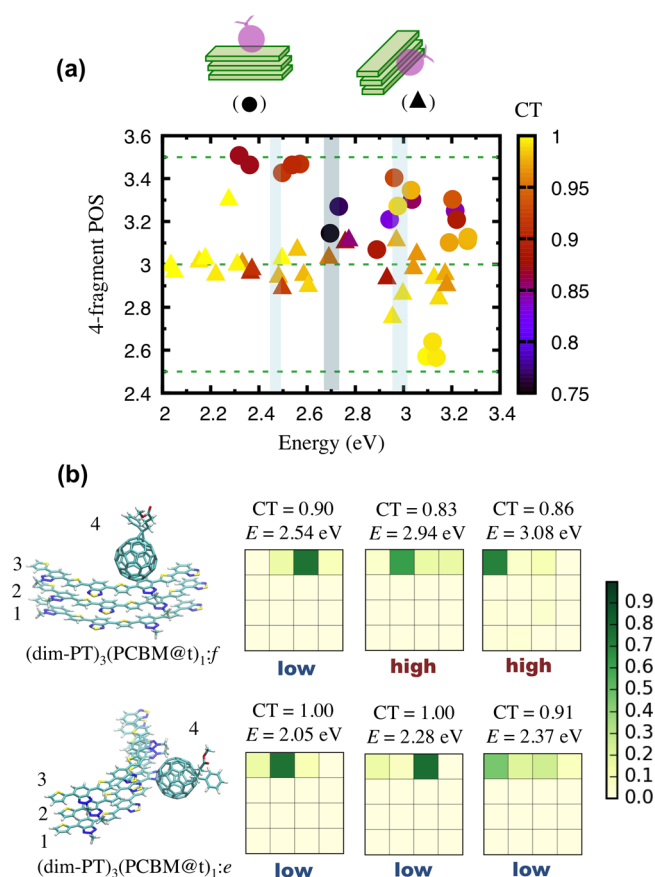 (a)
(●)
(▲)
CT
4-fragment POS
3.6
3.4
3.2
3
2.8
2.6
2.4
2
2.2
2.4
2.6
2.8
3
3.2
3.4
Energy (eV)
1
0.95
0.9
0.85
0.8
0.75
(b)
4
3
2
1
(dim-PT)3(PCBM@t)1:f
CT = 0.90
E = 2.54 eV
low
CT = 0.83
E = 2.94 eV
high
CT = 0.86
E = 3.08 eV
high
4
3
2
1
(dim-PT)3(PCBM@t)1:e
CT = 1.00
E = 2.05 eV
low
CT = 1.00
E = 2.28 eV
low
CT = 0.91
E = 2.37 eV
low
0.9
0.8
0.7
0.6
0.5
0.4
0.3
0.2
0.1
0.0